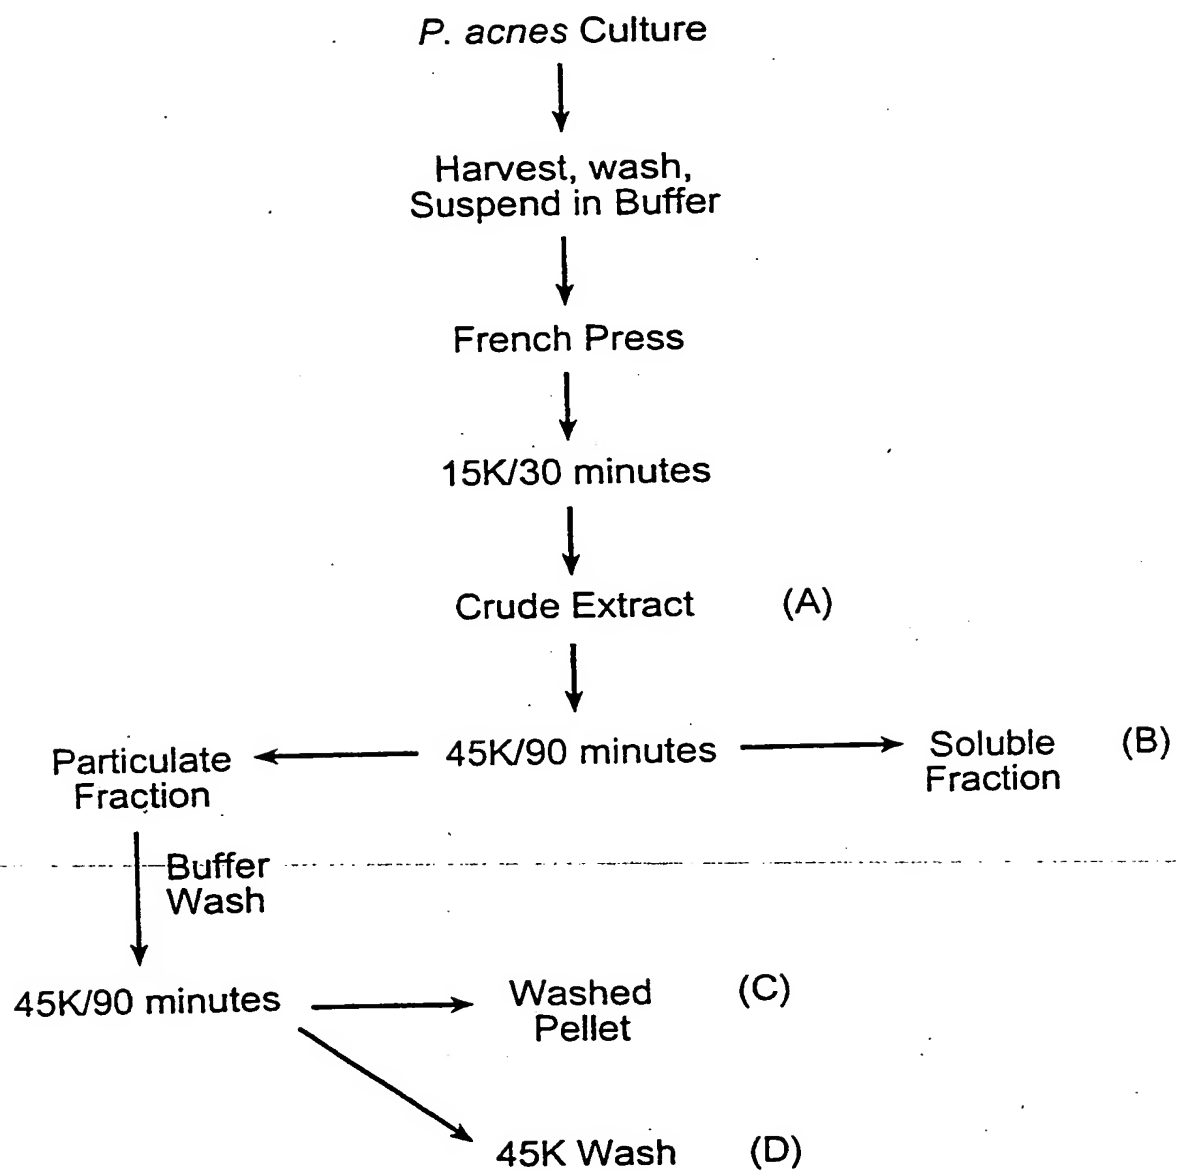 P. acnes Culture
Harvest, wash,
Suspend in Buffer
French Press
15K/30 minutes
Crude Extract (A)
Particulate
Fraction
45K/90 minutes
Soluble
Fraction
(B)
Buffer
Wash
45K/90 minutes
Washed
Pellet
(C)
45K Wash (D)